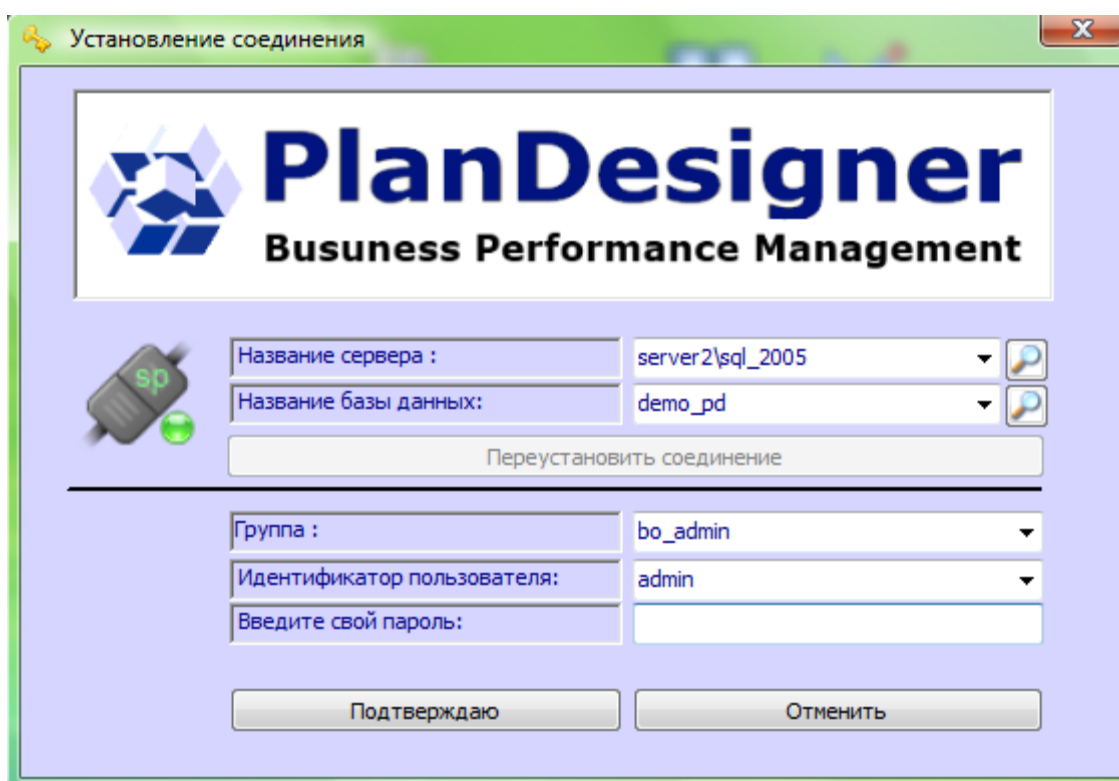 Установление соединения
PlanDesigner
Busuness Performance Management
sp
Название сервера : server2\sql_2005
Название базы данных: demo_pd
Переустановить соединение
Группа : bo_admin
Идентификатор пользователя: admin
Введите свой пароль:
Подтверждаю Отменить